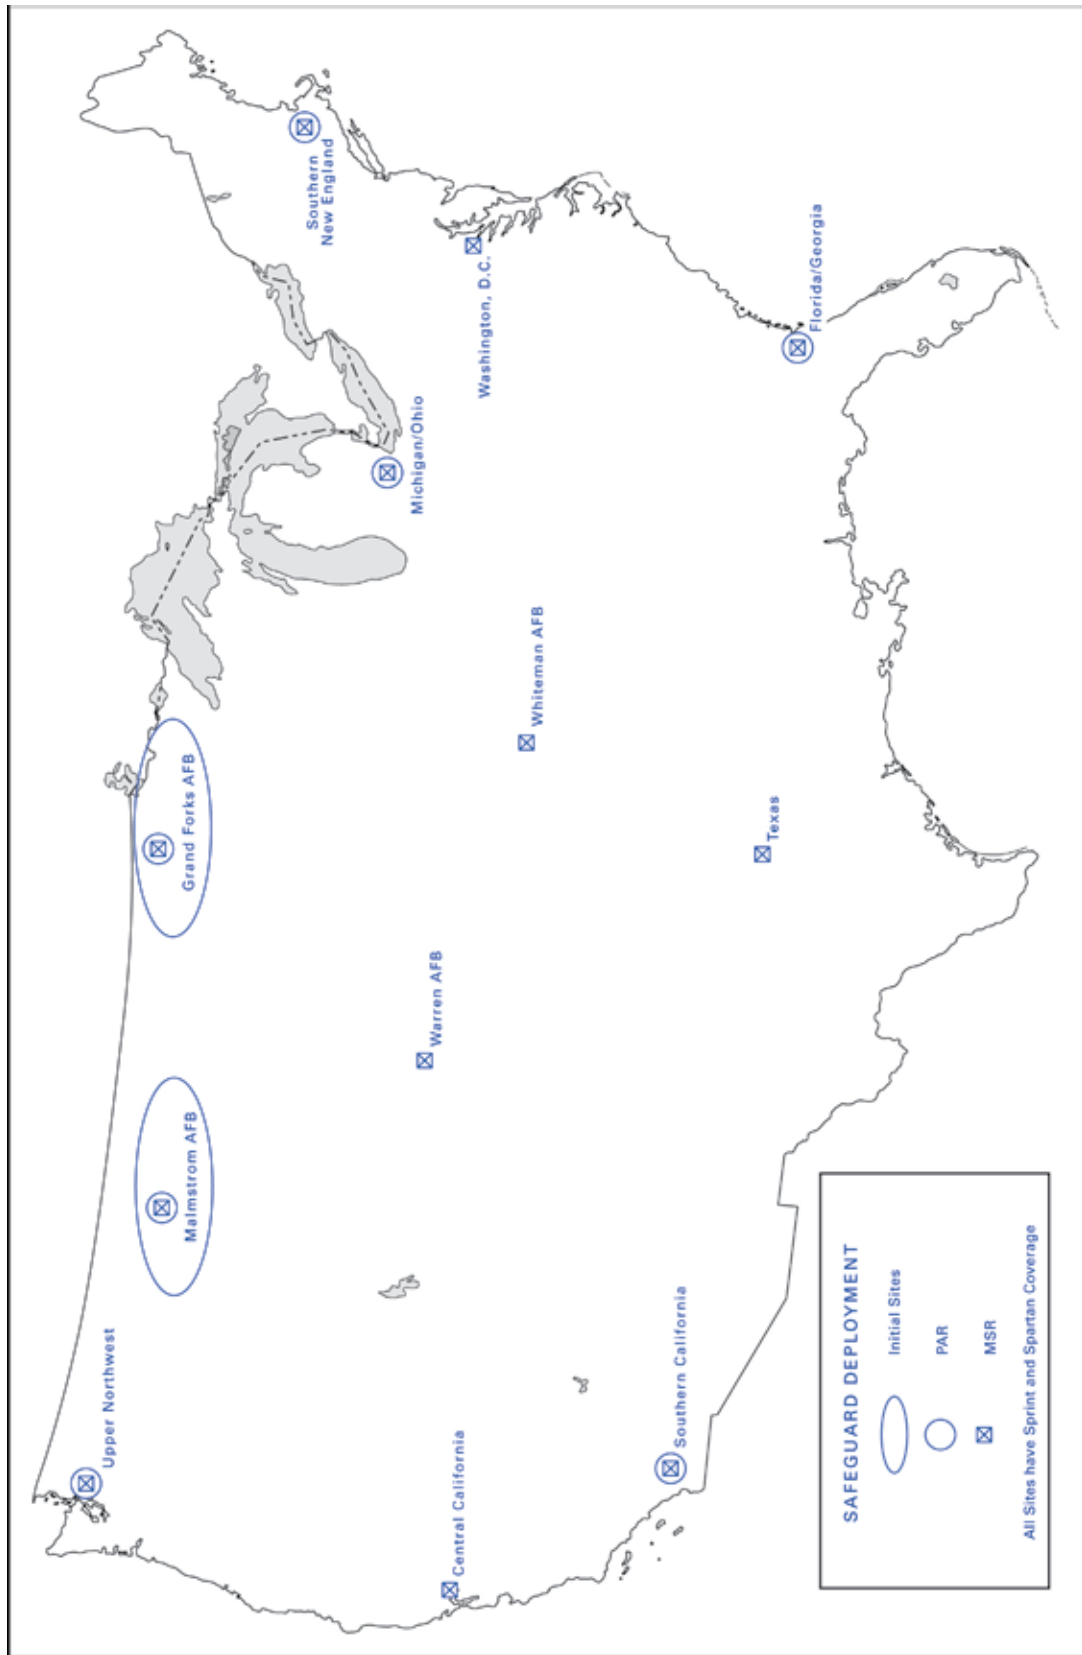 Upper Northwest
Malmstrom AFB
Grand Forks AFB
Southern
New England
Michigan/Ohio
Washington, D.C.
Warren AFB
Whiteman AFB
Central California
Southern California
Texas
Florida/Georgia
SAFEGUARD DEPLOYMENT
Initial Sites
PAR
MSR
All Sites have Sprint and Spartan Coverage